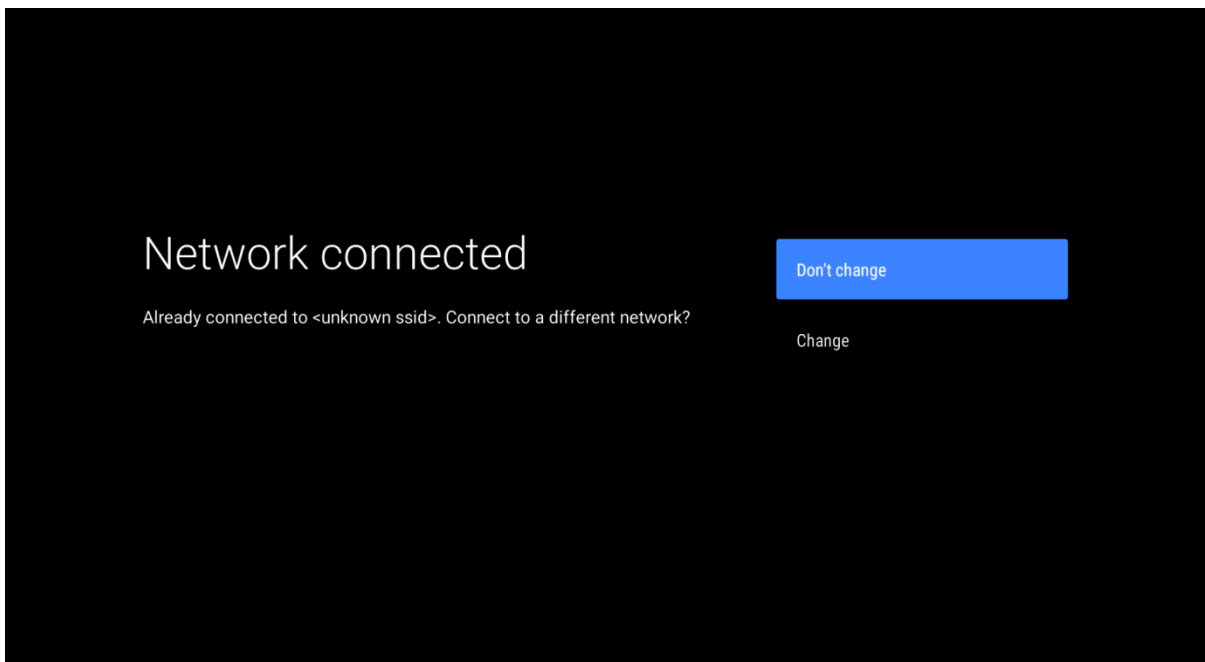 Network connected
Already connected to <unknown ssid>. Connect to a different network?
Don't change
Change